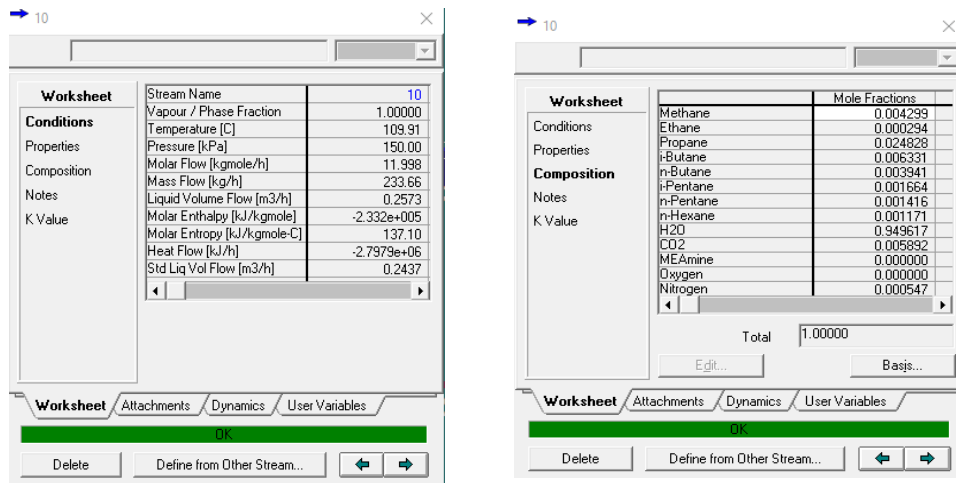 10
Worksheet
Conditions
Properties
Composition
Notes
K Value
Stream Name 10
Vapour / Phase Fraction 1.00000
Temperature [C] 109.91
Pressure [kPa] 150.00
Molar Flow [kgmole/h] 11.998
Mass Flow [kg/h] 233.66
Liquid Volume Flow [m3/h] 0.2573
Molar Enthalpy [kJ/kgmole] -2.332e+005
Molar Entropy [kJ/kgmole-C] 137.10
Heat Flow [kJ/h] -2.7979e+06
Std Liq Vol Flow [m3/h] 0.2437
Worksheet Attachments Dynamics User Variables
OK
Delete Define from Other Stream...
10
Worksheet
Conditions
Properties
Composition
Notes
K Value
Mole Fractions
Methane 0.004299
Ethane 0.000294
Propane 0.024828
i-Butane 0.006331
n-Butane 0.003941
i-Pentane 0.001664
n-Pentane 0.001416
n-Hexane 0.001171
H2O 0.949617
CO2 0.005892
MEAmine 0.000000
Oxygen 0.000000
Nitrogen 0.000547
Total 1.00000
Edit... Basis...
Worksheet Attachments Dynamics User Variables
OK
Delete Define from Other Stream...